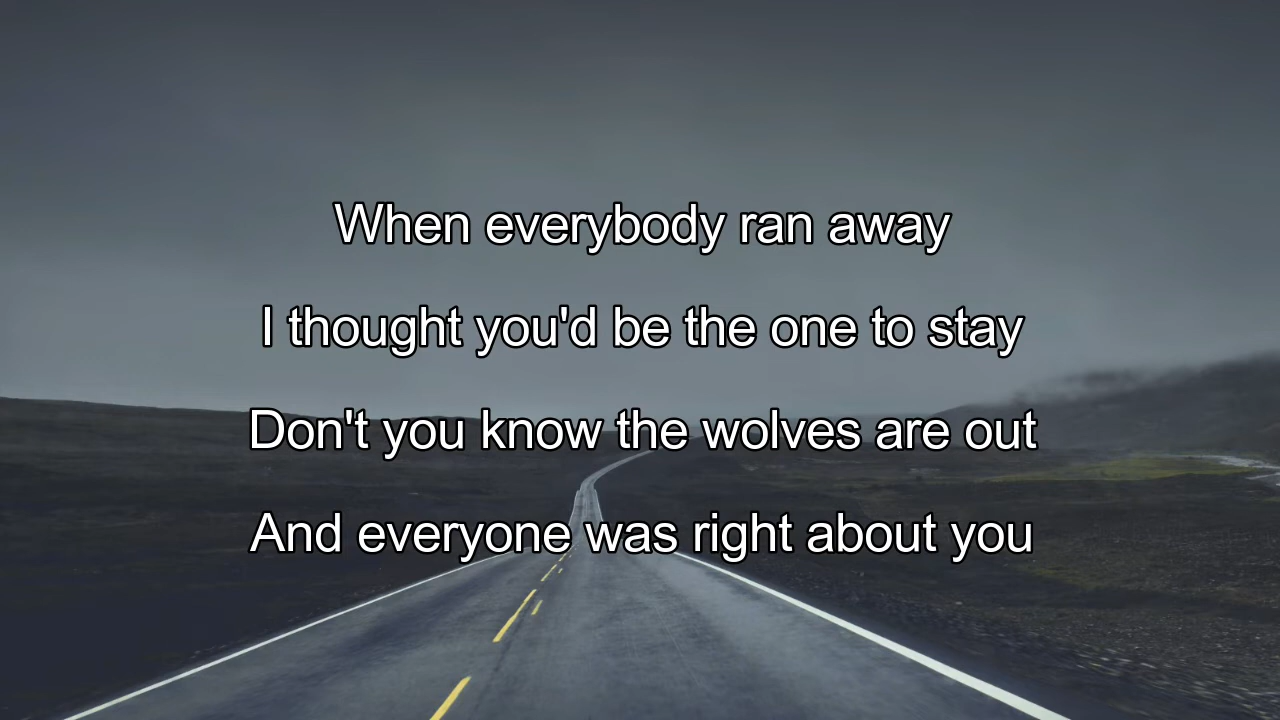 When everybody ran away
I thought you'd be the one to stay
Don't you know the wolves are out
And everyone was right about you